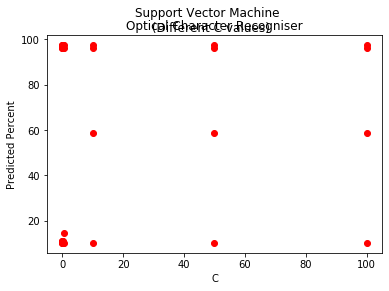 Support Vector Machine
Optical Character Recogniser
(Different C values)
100
80
60
40
20
Predicted Percent
0
20
40
60
80
100
C